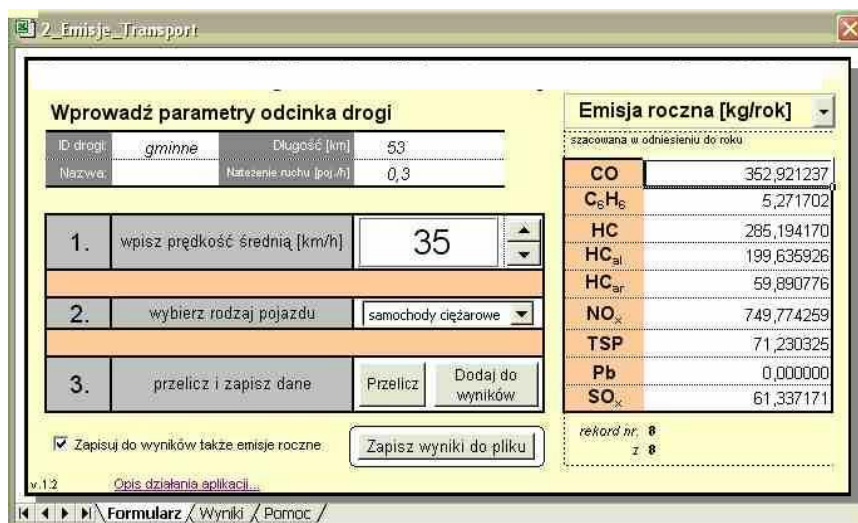 2_Emisje_Transport
Wprowadź parametry odcinka drogi
ID drogi: gminne Długość [km] 53
Nazwa: Natężenie ruchu [poj./h] 0,3
1. wpisz prędkość średnią [km/h] 35
2. wybierz rodzaj pojazdu samochody ciężarowe
3. przelicz i zapisz dane Przelicz Dodaj do wyników
Zapisuj do wyników także emisje roczne Zapisz wyniki do pliku
v.1.2 Opis działania aplikacji...
Emisja roczna [kg/rok]
szacowana w odniesieniu do roku
CO 352,921237
C₆H₆ 5,271702
HC 285,194170
HCal 199,635926
HCar 59,890776
NOx 749,774259
TSP 71,230325
Pb 0,000000
SOx 61,337171
rekord nr. 8
z 8
Formularz / Wyniki / Pomoc /